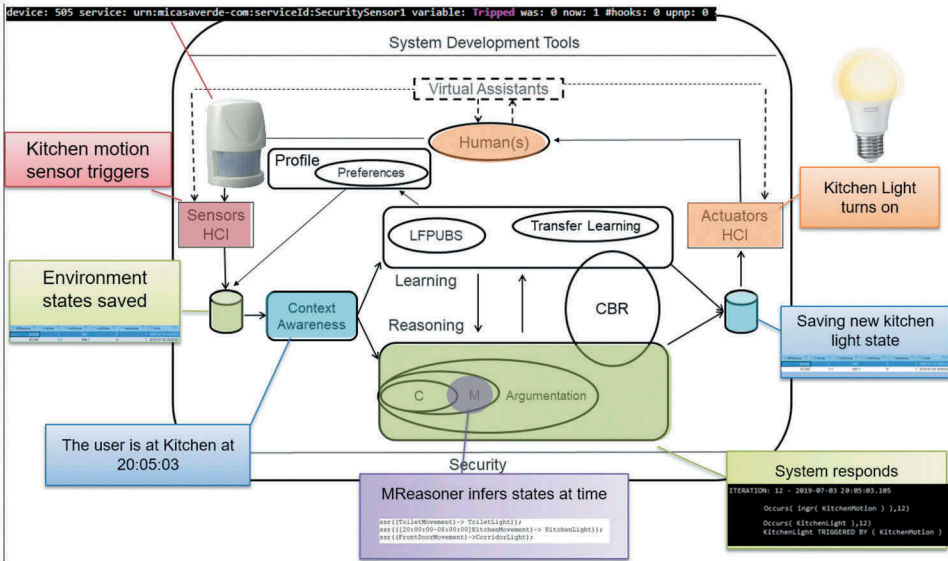 device: 505 service: urn:micasaverde-com:serviceId:SecuritySensor1 variable: Tripped was: 0 now: 1 #hooks: 0 upnp: 0
System Development Tools
Virtual Assistants
Human(s)
Profile
Preferences
Kitchen motion
sensor triggers
Sensors
HCI
Actuators
HCI
Kitchen Light
turns on
LFPUBS
Transfer Learning
Learning
Reasoning
CBR
Environment
states saved
Context
Awareness
Saving new kitchen
light state
C
M
Argumentation
The user is at Kitchen at
20:05:03
Security
MReasoner infers states at time
ssr((ToiletMovement)-> ToiletLight);
ssr(([20:00:00-08:00:00]KitchenMovement)-> KitchenLight);
ssr((FrontDoorMovement)->CorridorLight);
System responds
ITERATION: 12 - 2019-07-03 20:05:03.105
Occurs( ingr( KitchenMotion ) ),12)
Occurs( KitchenLight ),12)
KitchenLight TRIGGERED BY ( KitchenMotion )